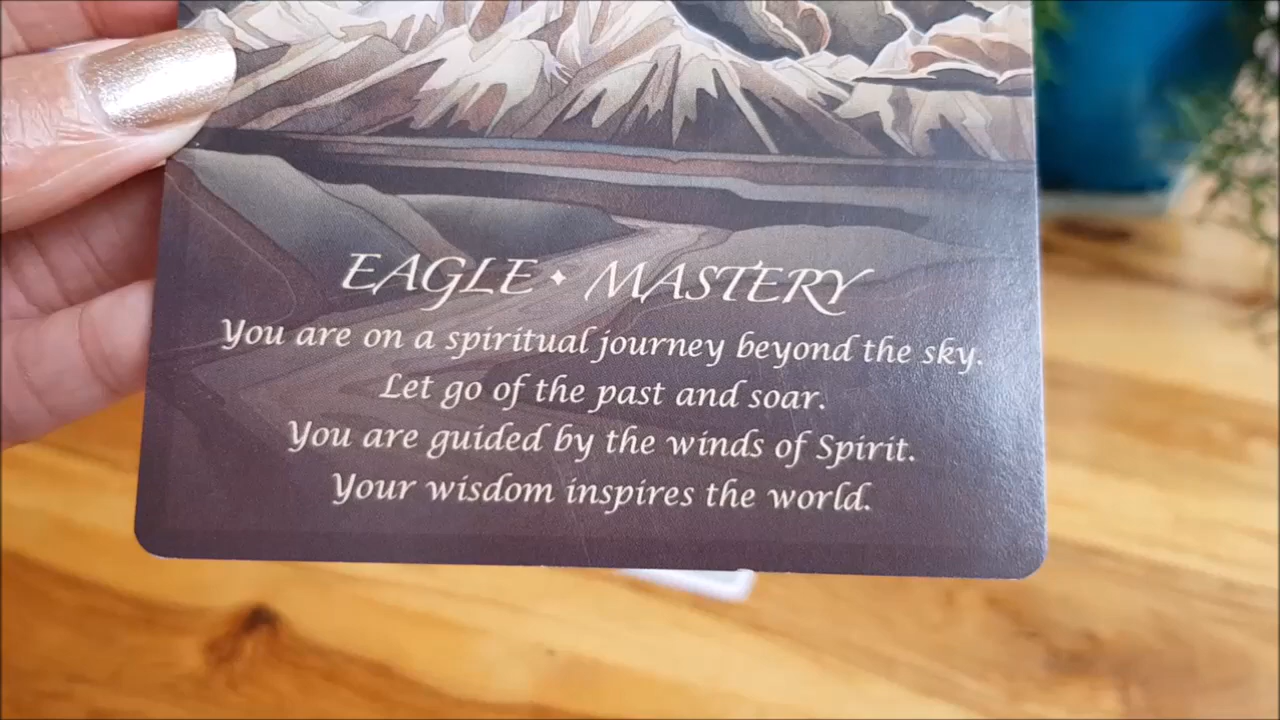 EAGLE ✦ MASTERY
You are on a spiritual journey beyond the sky.
Let go of the past and soar.
You are guided by the winds of Spirit.
Your wisdom inspires the world.